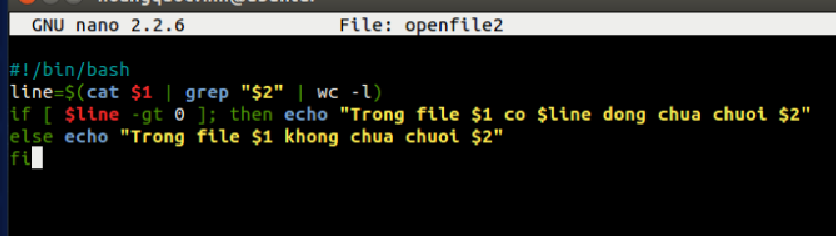 GNU nano 2.2.6 File: openfile2
#!/bin/bash
line=$(cat $1 | grep "$2" | wc -l)
if [ $line -gt 0 ]; then echo "Trong file $1 co $line dong chua chuoi $2"
else echo "Trong file $1 khong chua chuoi $2"
fi